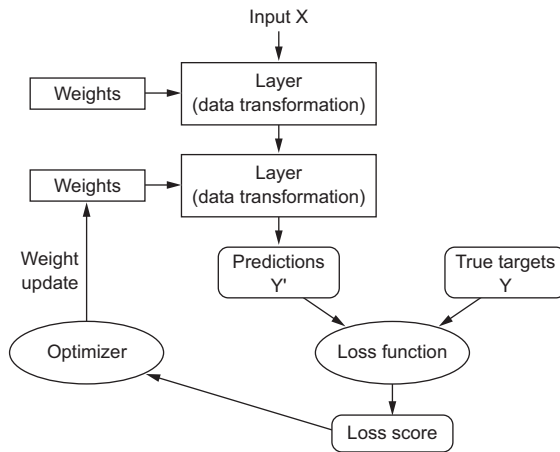 Input X
Weights
Layer
(data transformation)
Weights
Layer
(data transformation)
Weight
update
Predictions
Y'
True targets
Y
Optimizer
Loss function
Loss score